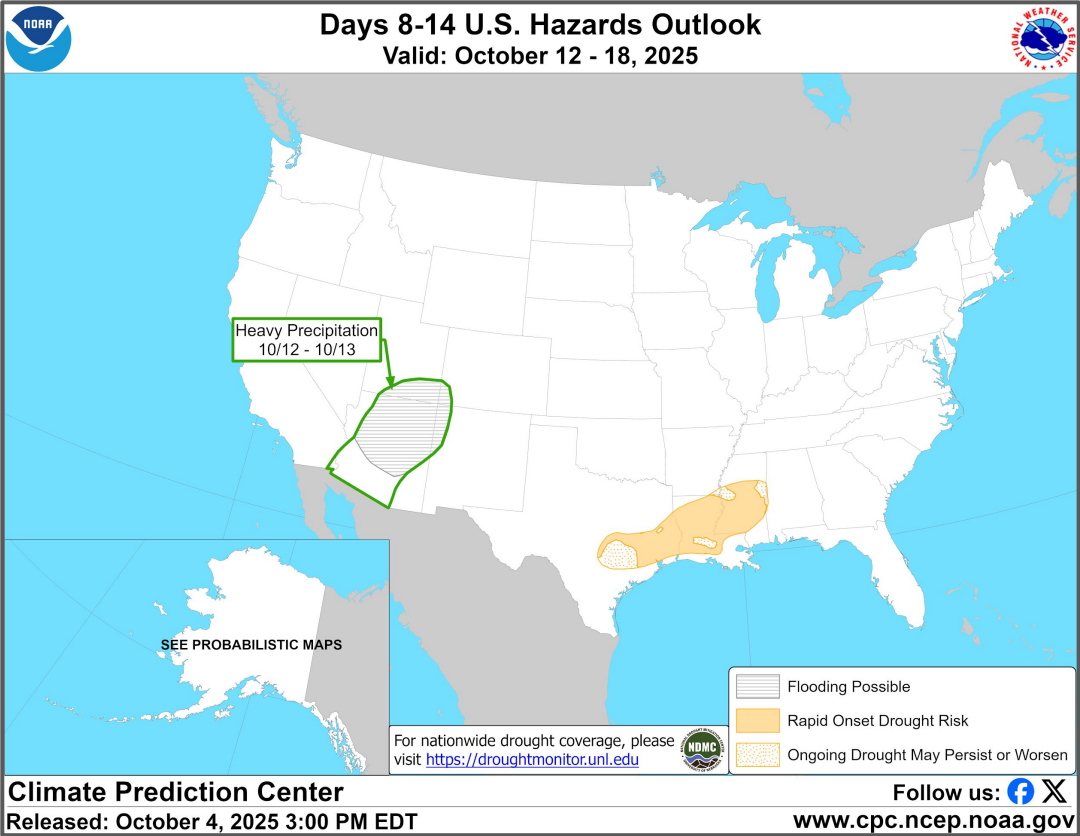 NOAA
Days 8-14 U.S. Hazards Outlook
Valid: October 12 - 18, 2025
NATIONAL WEATHER SERVICE
Heavy Precipitation
10/12 - 10/13
SEE PROBABILISTIC MAPS
Flooding Possible
Rapid Onset Drought Risk
Ongoing Drought May Persist or Worsen
For nationwide drought coverage, please
visit https://droughtmonitor.unl.edu
NDMC
Climate Prediction Center
Released: October 4, 2025 3:00 PM EDT
Follow us:
www.cpc.ncep.noaa.gov